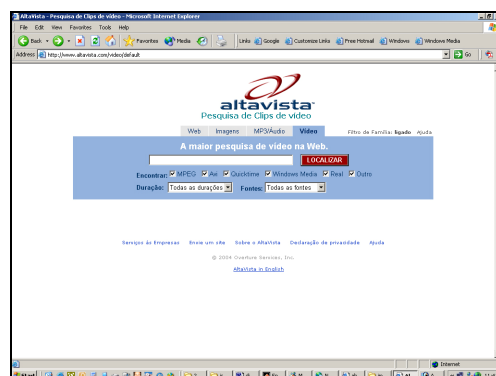 AltaVista - Pesquisa de Clips de vídeo - Microsoft Internet Explorer
File Edit View Favorites Tools Help
Back Favorites Media Links Google Customize Links Free Hotmail Windows Windows Media
Address http://www.altavista.com/video/default Go
altavista
Pesquisa de Clips de vídeo
Web Imagens MP3/Áudio Vídeo Filtro de Família: ligado Ajuda
A maior pesquisa de vídeo na Web.
LOCALIZAR
Encontrar: MPEG Avi Quicktime Windows Media Real Outro
Duração: Todas as durações Fontes: Todas as fontes
Serviços às Empresas Envie um site Sobre o AltaVista Declaração de privacidade Ajuda
© 2004 Overture Services, Inc.
AltaVista in English
Internet
Start